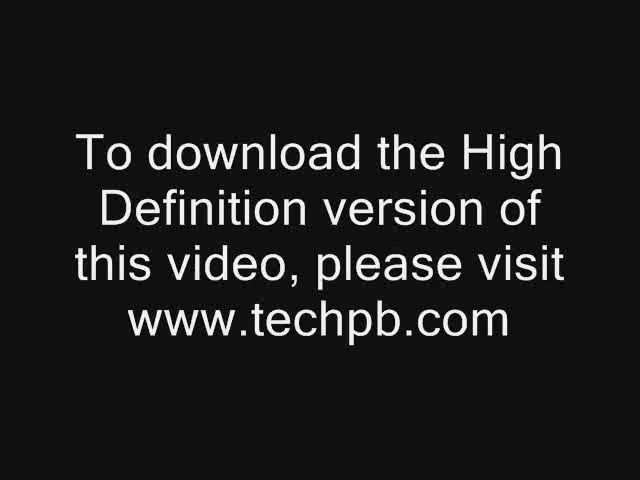 To download the High
Definition version of
this video, please visit
www.techpb.com